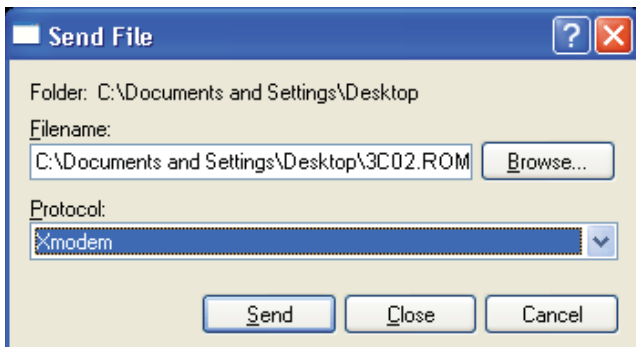 Send File
Folder: C:\Documents and Settings\Desktop
Filename:
C:\Documents and Settings\Desktop\3C02.ROM Browse...
Protocol:
Xmodem
Send Close Cancel